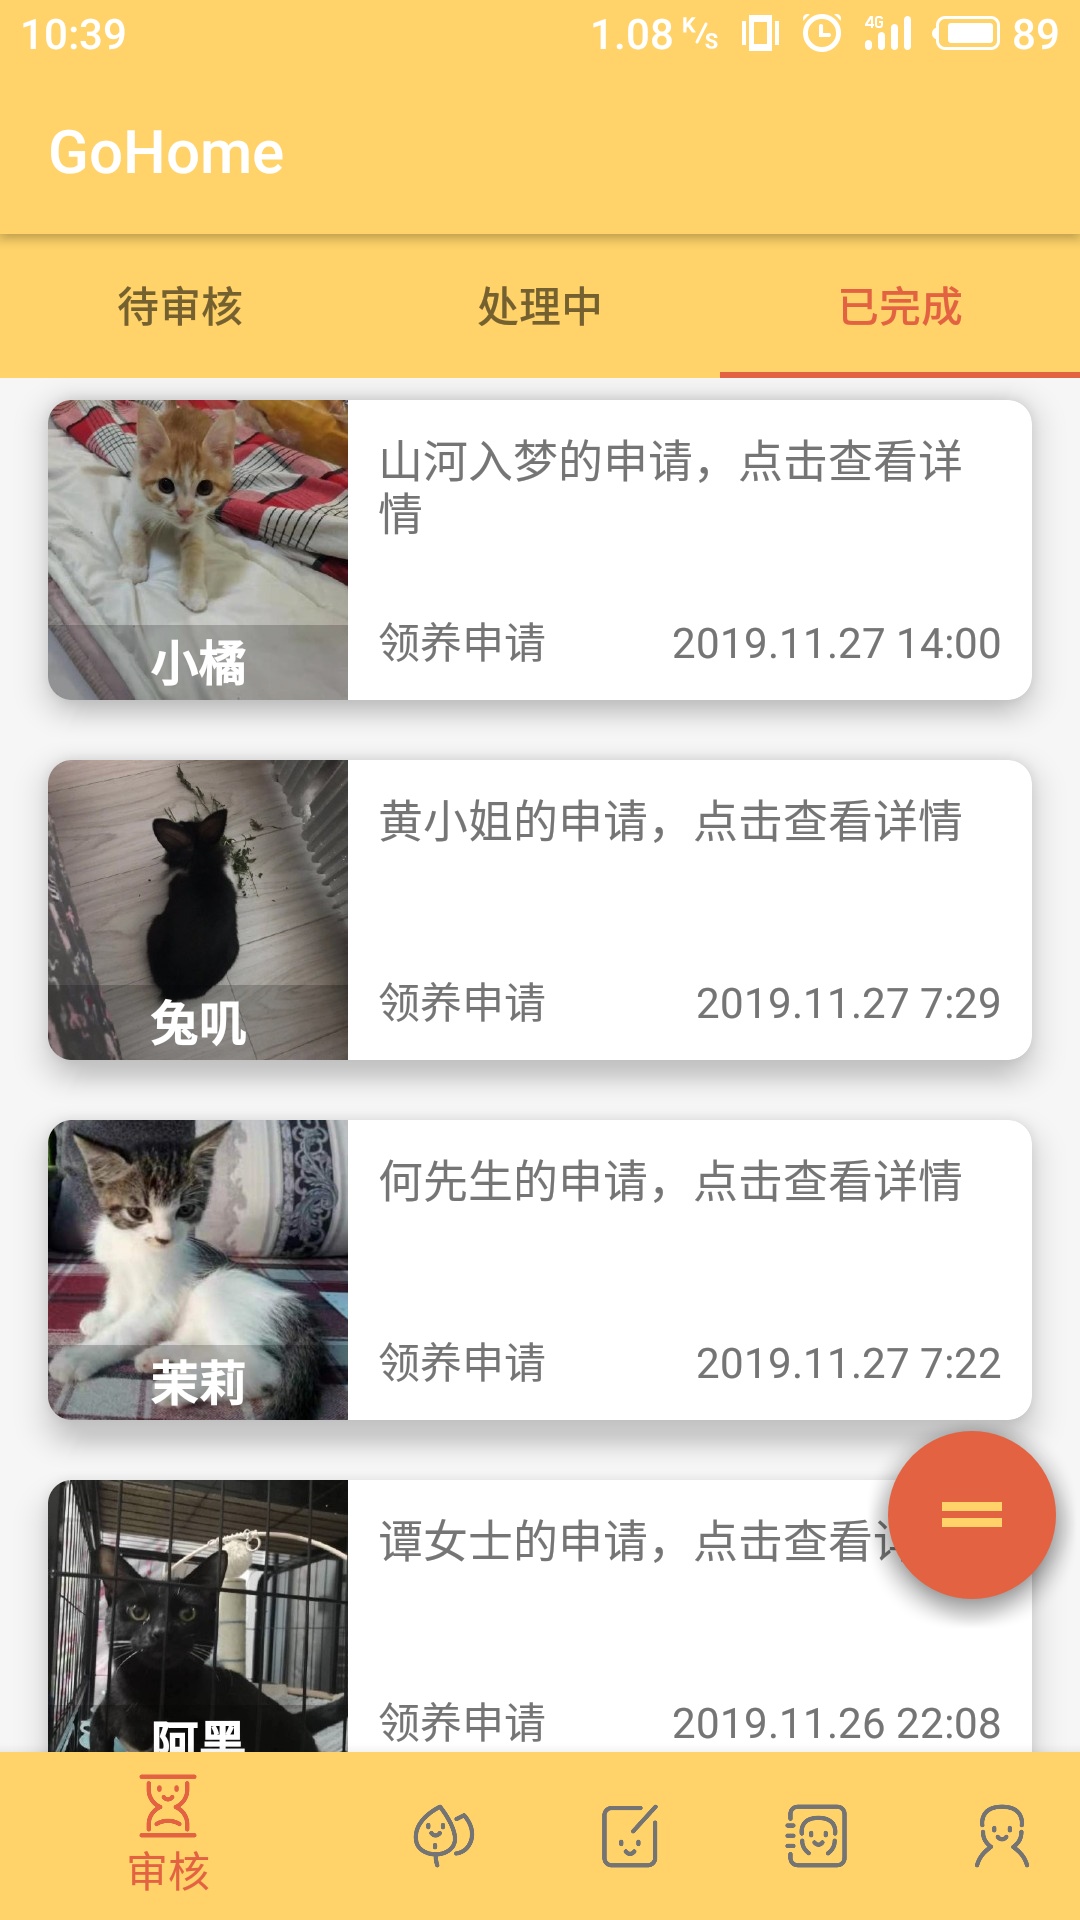 10:39
1.08 K/s 4G 89
GoHome
待审核 处理中 已完成
山河入梦的申请，点击查看详
情
小橘
领养申请 2019.11.27 14:00
黄小姐的申请，点击查看详情
兔叽
领养申请 2019.11.27 7:29
何先生的申请，点击查看详情
茉莉
领养申请 2019.11.27 7:22
谭女士的申请，点击查看
阿黑
领养申请 2019.11.26 22:08
审核